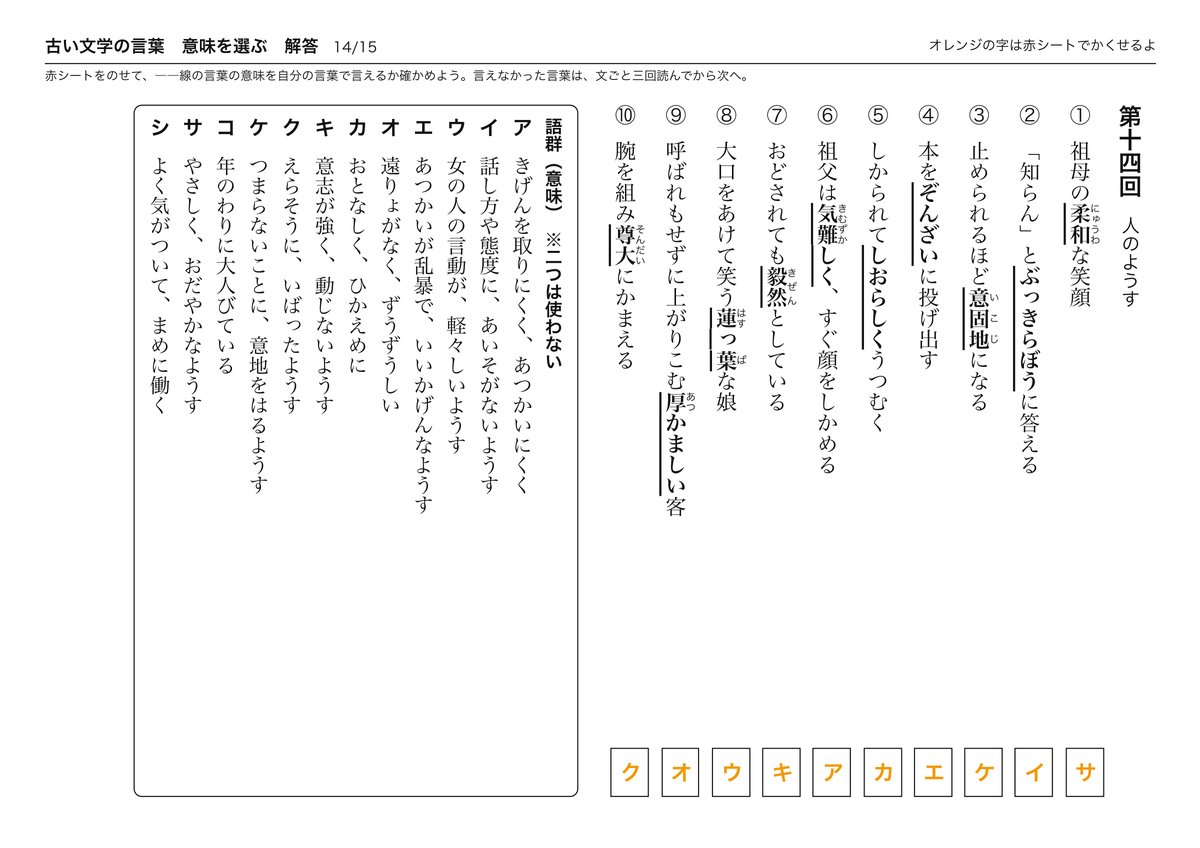 古い文学の言葉　意味を選ぶ　解答　14/15
オレンジの字は赤シートでかくせるよ
赤シートをのせて、――線の言葉の意味を自分の言葉で言えるか確かめよう。言えなかった言葉は、文ごと三回読んでから次へ。
第十四回　人のようす
① 祖母の柔和(にゅうわ)な笑顔　サ
② 「知らん」とぶっきらぼうに答える　イ
③ 止められるほど意固地(いこじ)になる　ケ
④ 本をぞんざいに投げ出す　エ
⑤ しかられてしおらしくうつむく　カ
⑥ 祖父は気難(きむずか)しく、すぐ顔をしかめる　ア
⑦ おどされても毅然(きぜん)としている　キ
⑧ 大口をあけて笑う蓮(はす)っ葉(ぱ)な娘　ウ
⑨ 呼ばれもせずに上がりこむ厚(あつ)かましい客　オ
⑩ 腕を組み尊大(そんだい)にかまえる　ク
語群（意味）　※二つは使わない
ア　きげんを取りにくく、あつかいにくく
イ　話し方や態度に、あいそがないようす
ウ　女の人の言動が、軽々しいようす
エ　あつかいが乱暴で、いいかげんなようす
オ　遠りょがなく、ずうずうしい
カ　おとなしく、ひかえめに
キ　意志が強く、動じないようす
ク　えらそうに、いばったようす
ケ　つまらないことに、意地をはるようす
コ　年のわりに大人びている
サ　やさしく、おだやかなようす
シ　よく気がついて、まめに働く